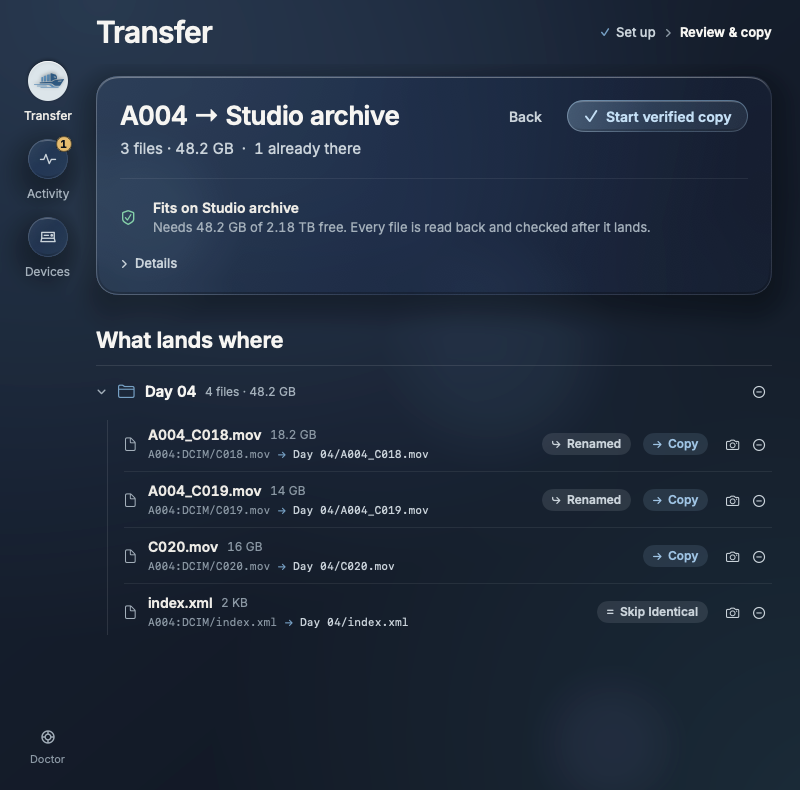 Transfer
✓ Set up > Review & copy
Transfer
1
Activity
Devices
Doctor
A004 → Studio archive
Back
✓ Start verified copy
3 files · 48.2 GB · 1 already there
Fits on Studio archive
Needs 48.2 GB of 2.18 TB free. Every file is read back and checked after it lands.
> Details
What lands where
Day 04 4 files · 48.2 GB
A004_C018.mov 18.2 GB
A004:DCIM/C018.mov → Day 04/A004_C018.mov
↪ Renamed → Copy
A004_C019.mov 14 GB
A004:DCIM/C019.mov → Day 04/A004_C019.mov
↪ Renamed → Copy
C020.mov 16 GB
A004:DCIM/C020.mov → Day 04/C020.mov
→ Copy
index.xml 2 KB
A004:DCIM/index.xml → Day 04/index.xml
= Skip Identical